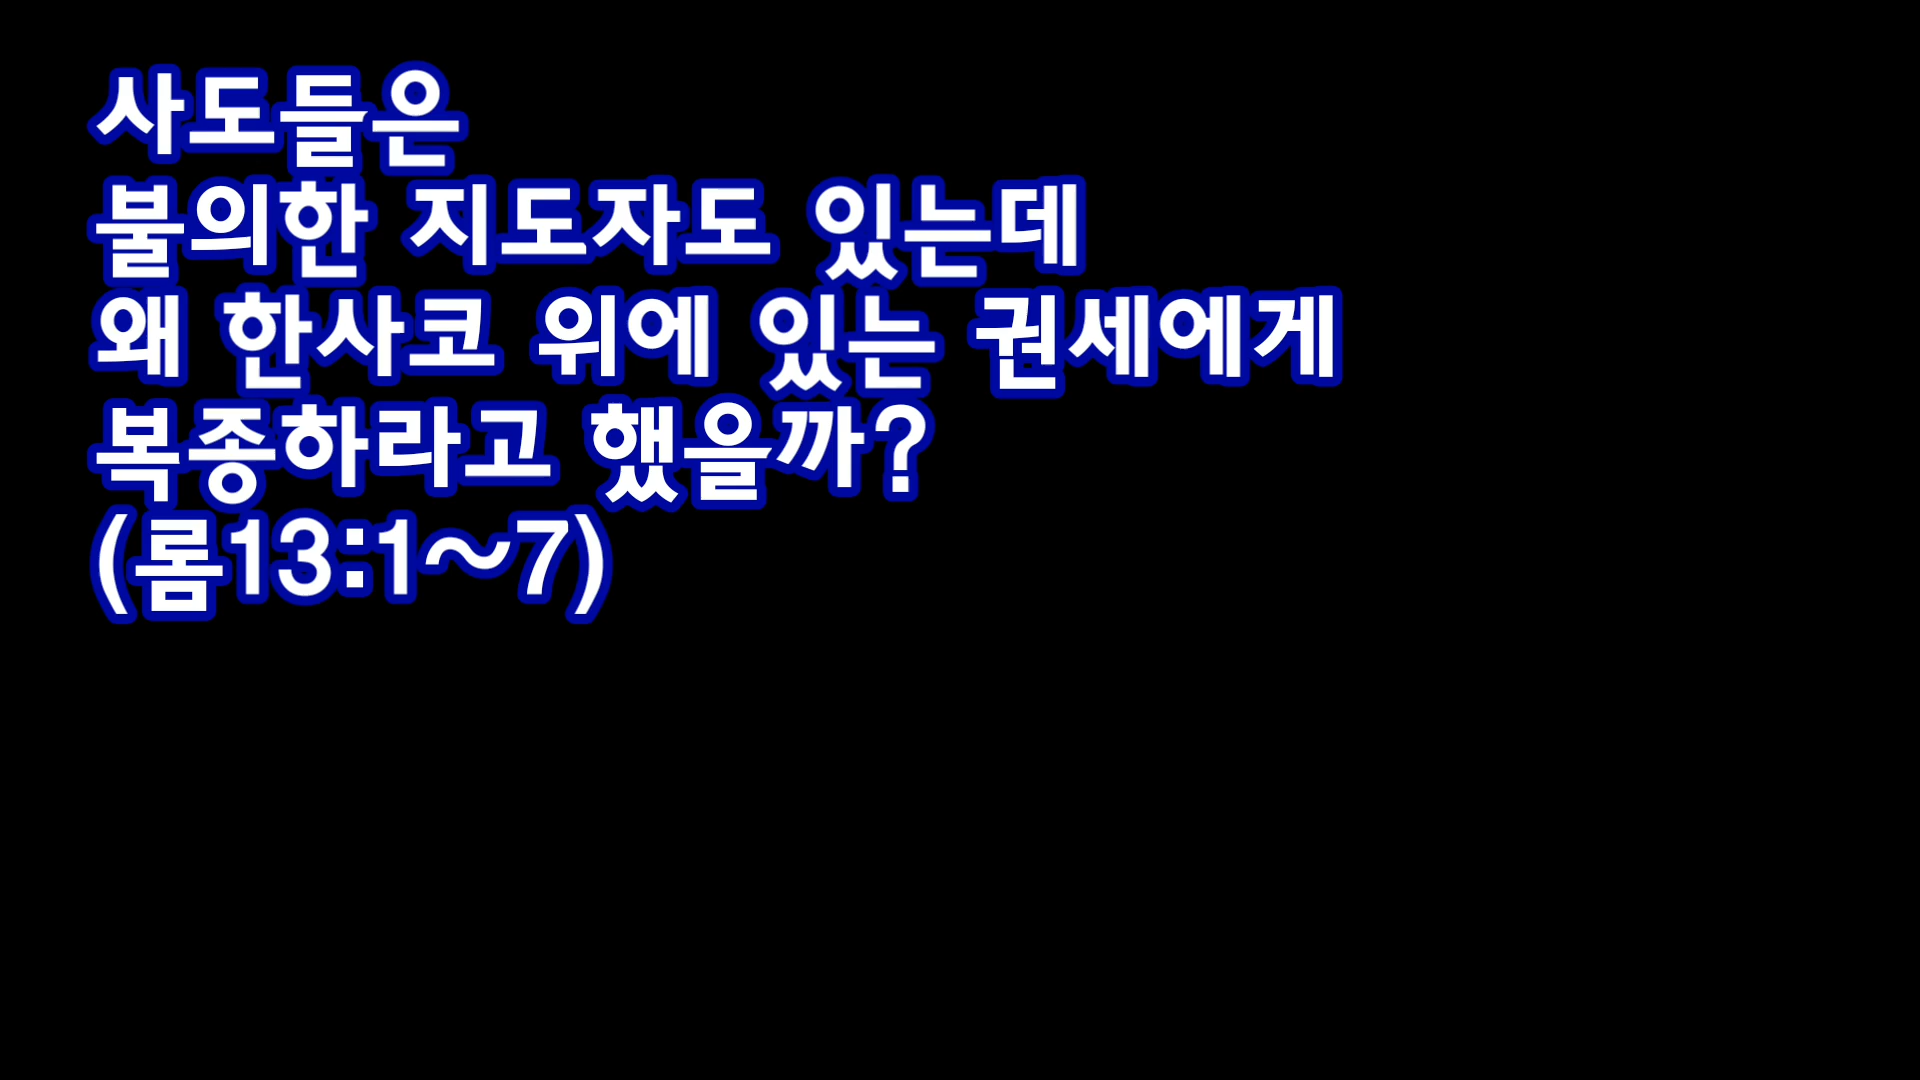 사도들은
불의한 지도자도 있는데
왜 한사코 위에 있는 권세에게
복종하라고 했을까?
(롬13:1~7)